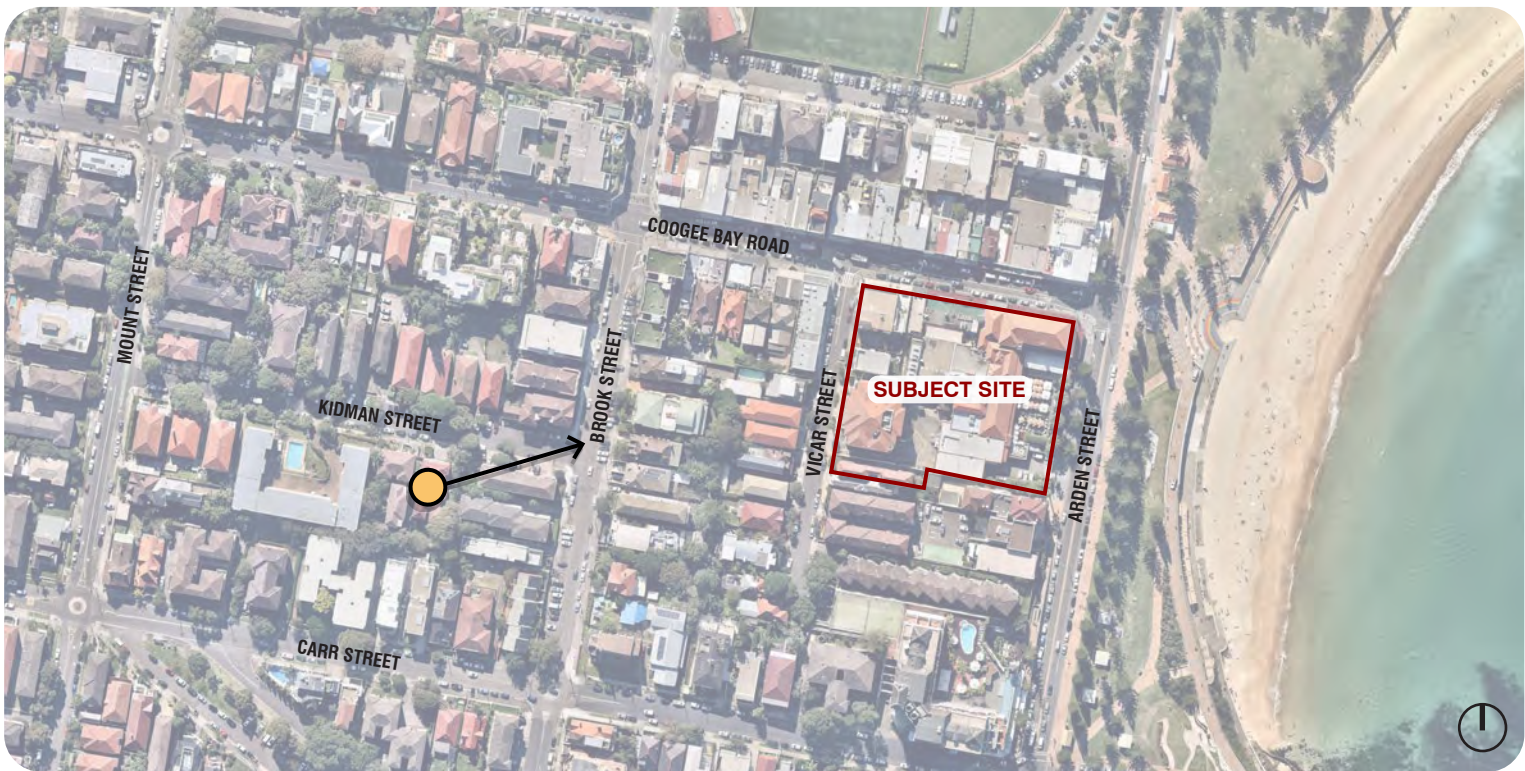 COOGEE BAY ROAD
MOUNT STREET
BROOK STREET
SUBJECT SITE
KIDMAN STREET
VICAR STREET
ARDEN STREET
CARR STREET